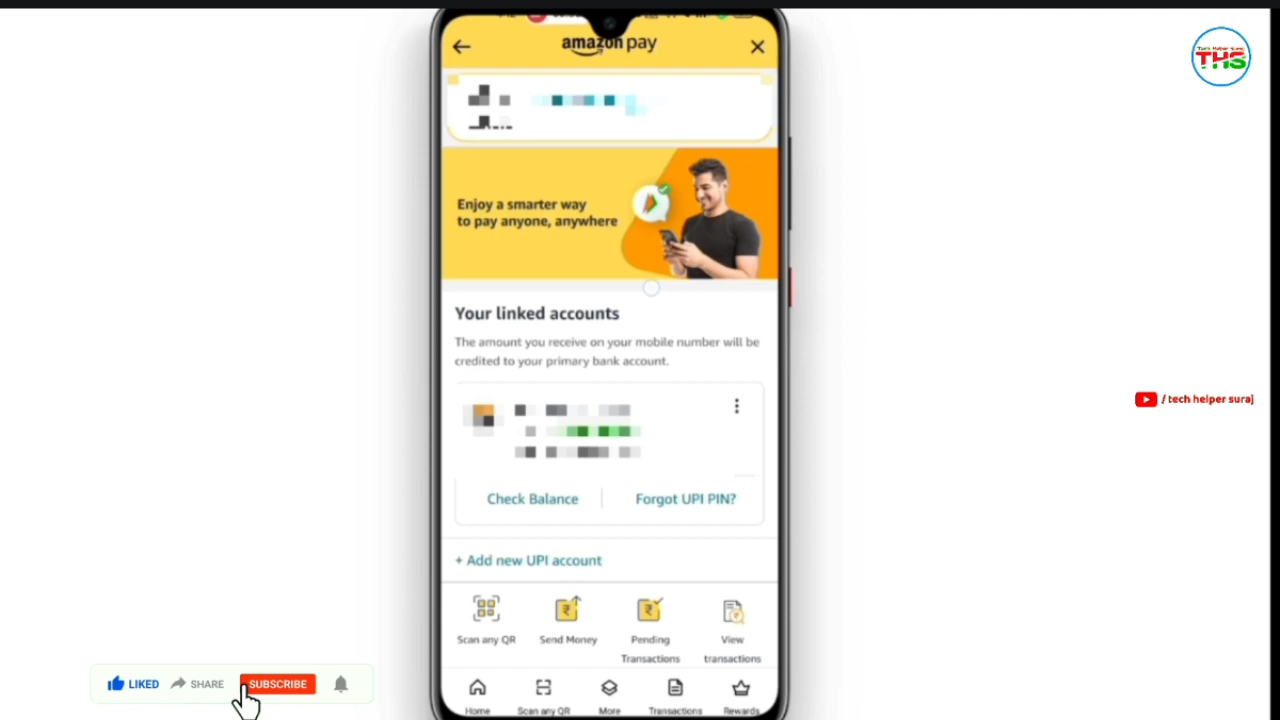 amazon pay
Tech Helper Suraj
THS
Enjoy a smarter way
to pay anyone, anywhere
Your linked accounts
The amount you receive on your mobile number will be
credited to your primary bank account.
/ tech helper suraj
Check Balance
Forgot UPI PIN?
+ Add new UPI account
Scan any QR
Send Money
Pending
Transactions
View
transactions
LIKED
SHARE
SUBSCRIBE
Home
Scan any QR
More
Transactions
Rewards